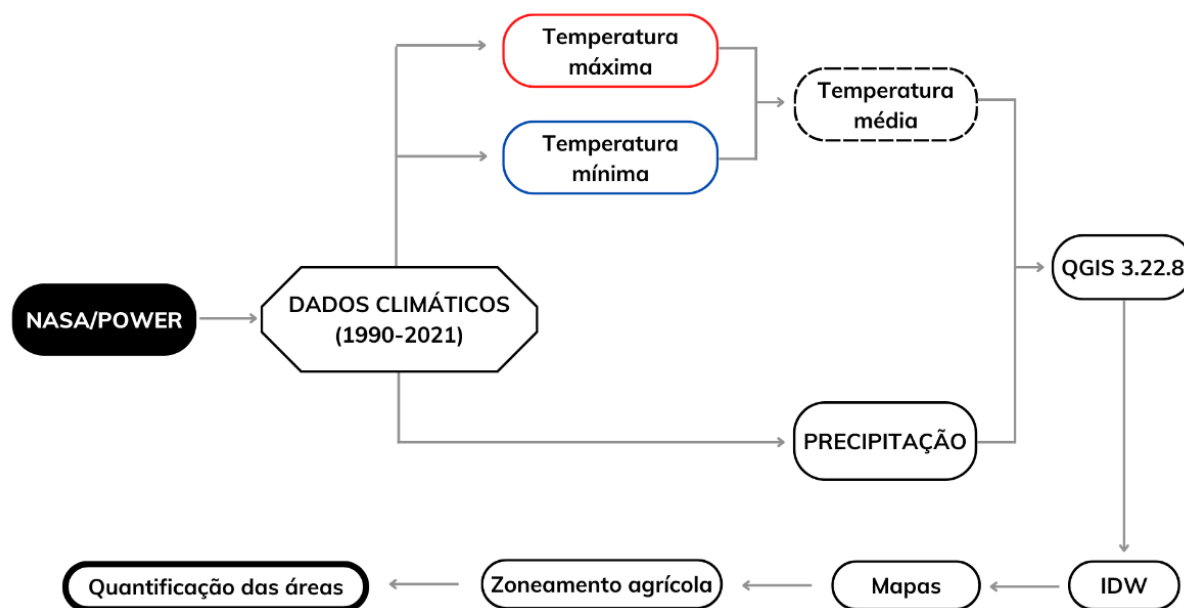 Temperatura
máxima
Temperatura
mínima
Temperatura
média
QGIS 3.22.8
NASA/POWER
DADOS CLIMÁTICOS
(1990-2021)
PRECIPITAÇÃO
Quantificação das áreas
Zoneamento agrícola
Mapas
IDW